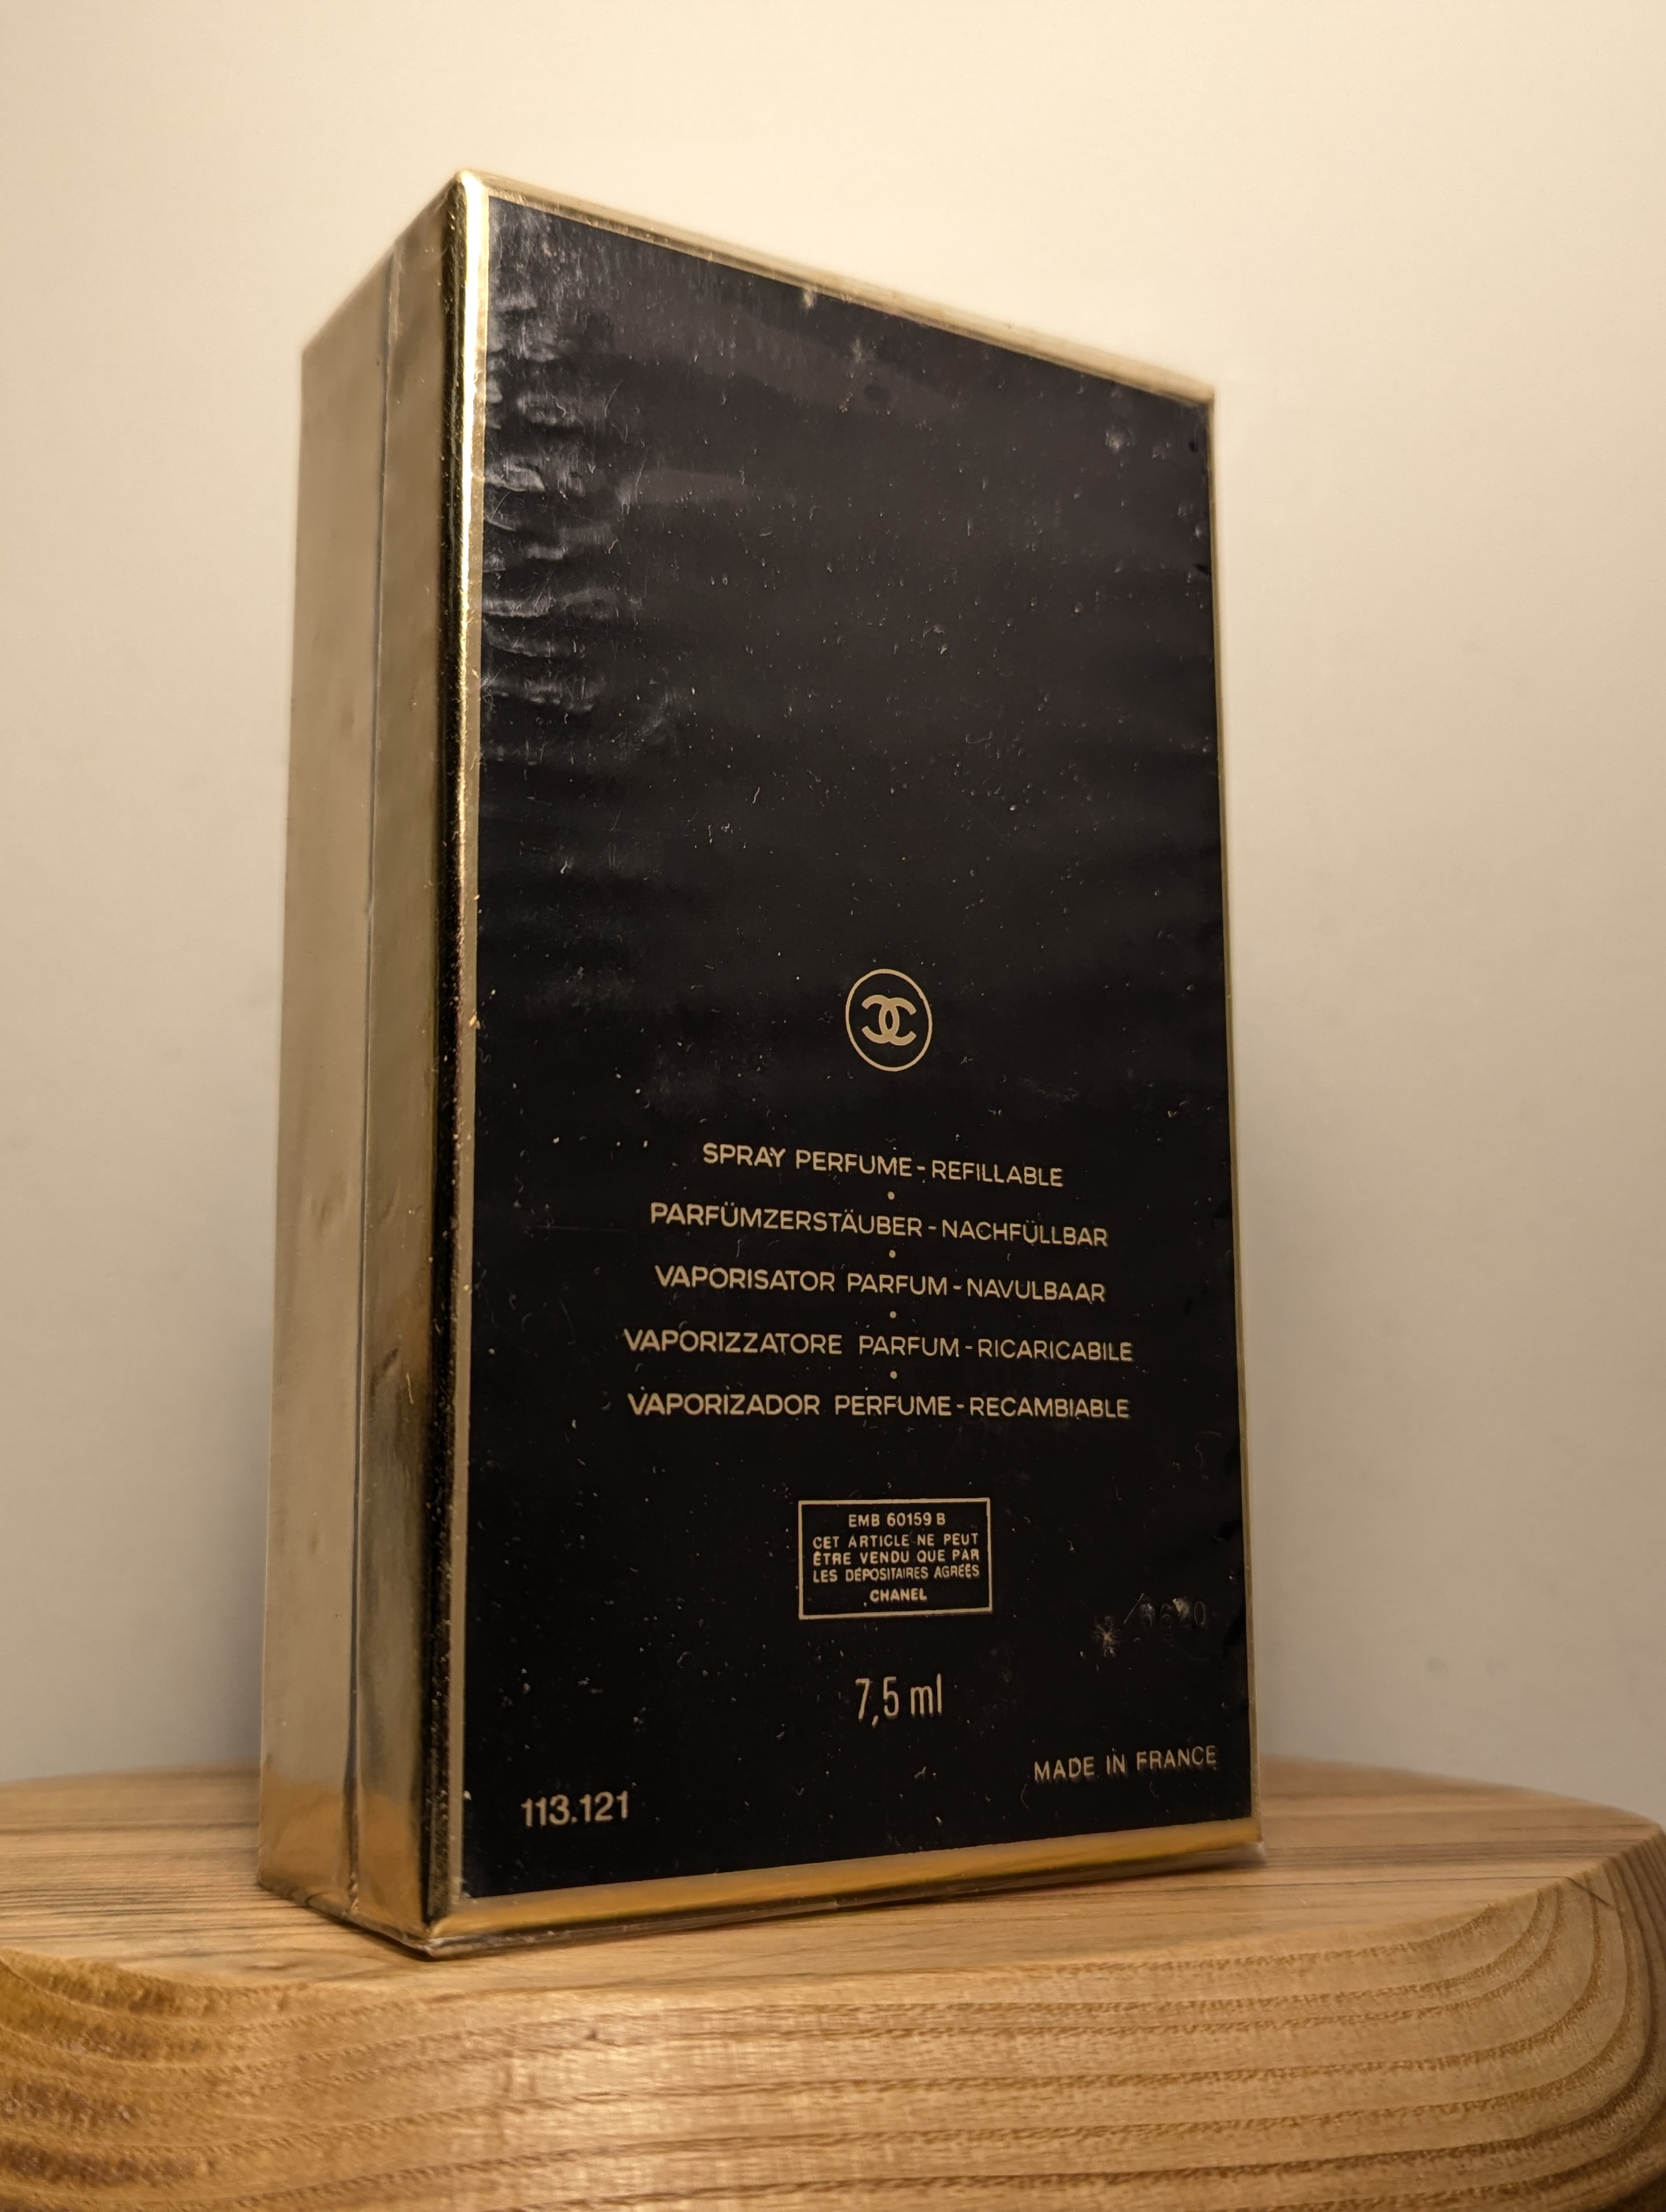 SPRAY PERFUME - REFILLABLE
•
PARFÜMZERSTÄUBER - NACHFÜLLBAR
•
VAPORISATOR PARFUM - NAVULBAAR
•
VAPORIZZATORE PARFUM - RICARICABILE
•
VAPORIZADOR PERFUME - RECAMBIABLE
EMB 60159 B
CET ARTICLE NE PEUT
ÊTRE VENDU QUE PAR
LES DÉPOSITAIRES AGRÉÉS
CHANEL
7,5 ml
MADE IN FRANCE
113.121